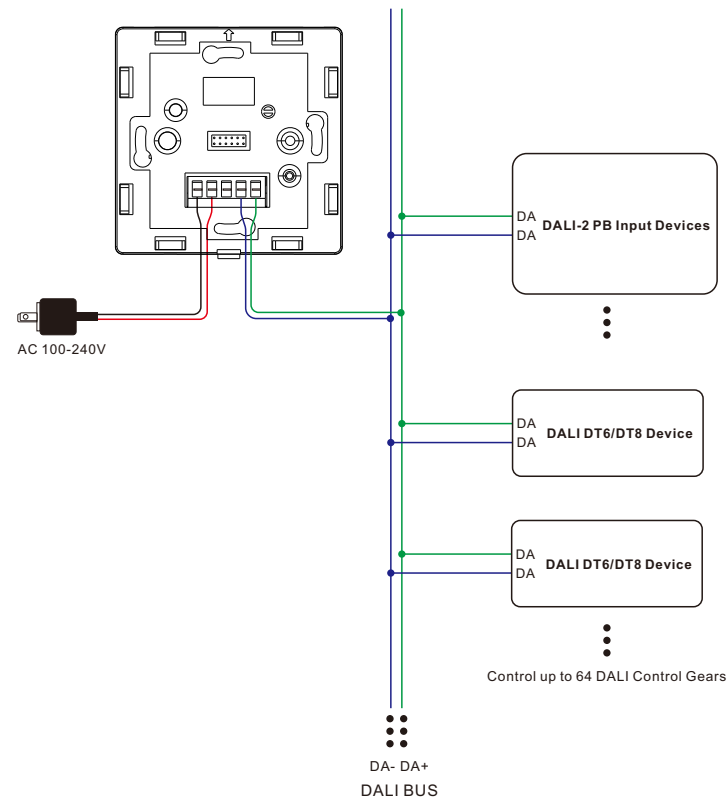 DA
DA
DALI-2 PB Input Devices
AC 100-240V
DA
DA
DALI DT6/DT8 Device
DA
DA
DALI DT6/DT8 Device
Control up to 64 DALI Control Gears
DA- DA+
DALI BUS